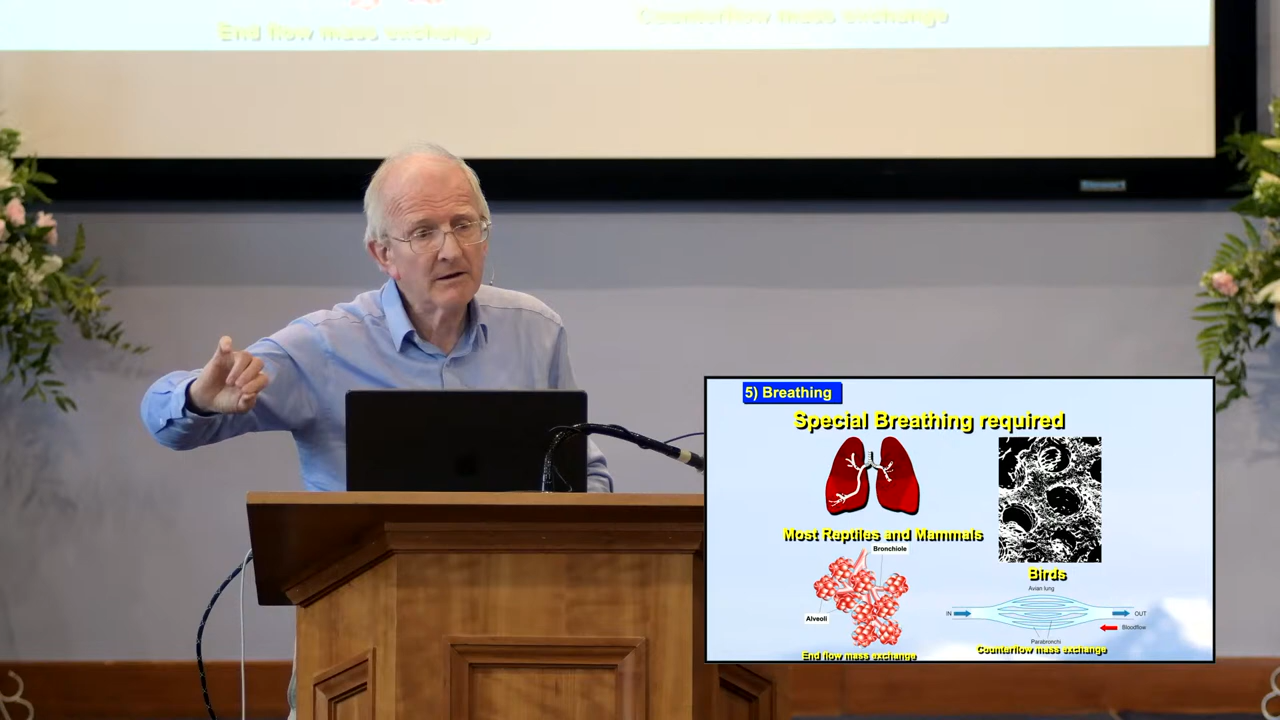 End flow mass exchange
Counterflow mass exchange
Stewart
5) Breathing
Special Breathing required
Most Reptiles and Mammals
Bronchiole
Alveoli
End flow mass exchange
Birds
Avian lung
IN
OUT
Bloodflow
Parabronchi
Counterflow mass exchange